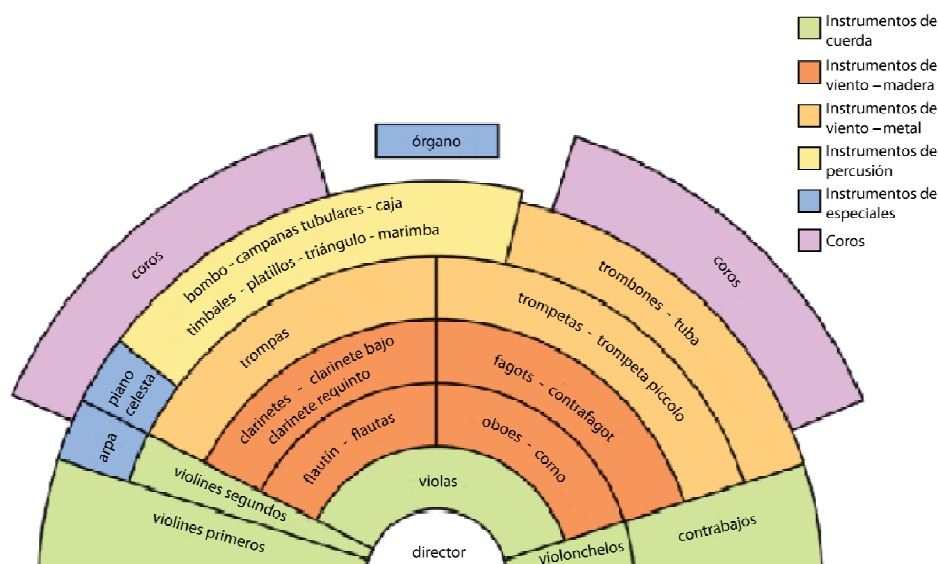 Instrumentos de
cuerda
Instrumentos de
viento – madera
Instrumentos de
viento – metal
Instrumentos de
percusión
Instrumentos de
especiales
Coros
órgano
coros
bombo - campanas tubulares - caja
timbales - platillos - triángulo - marimba
trombones - tuba
coros
trompas
trompetas - trompeta piccolo
piano
celesta
arpa
clarinetes - clarinete bajo
clarinete requinto
fagots - contrafagot
flautín - flautas
oboes - corno
violines segundos
violas
violines primeros
director
violonchelos
contrabajos